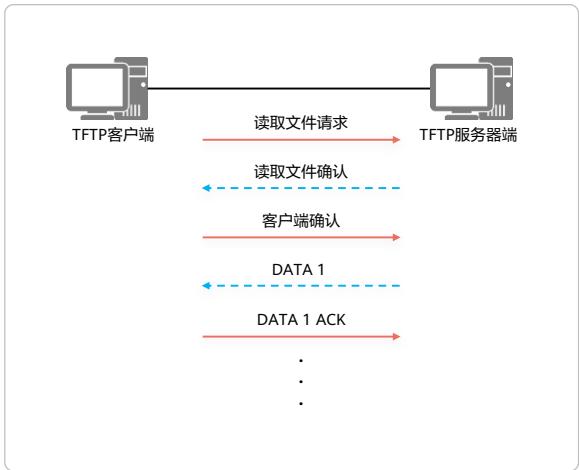 TFTP客户端
TFTP服务器端
读取文件请求
读取文件确认
客户端确认
DATA 1
DATA 1 ACK
.
.
.